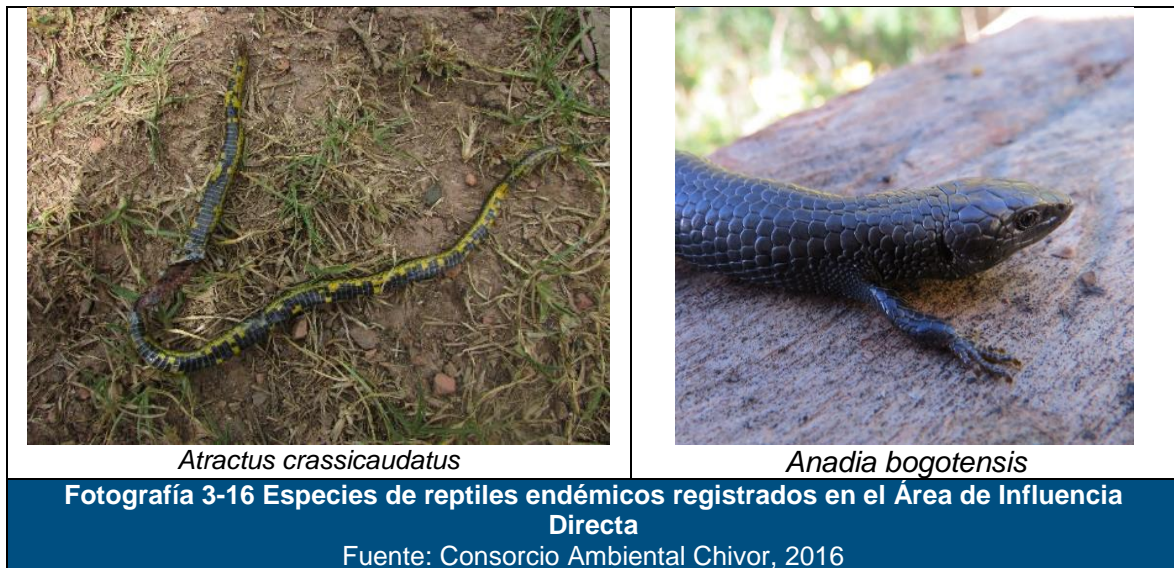 Atractus crassicaudatus
Anadia bogotensis
Fotografía 3-16 Especies de reptiles endémicos registrados en el Área de Influencia
Directa
Fuente: Consorcio Ambiental Chivor, 2016